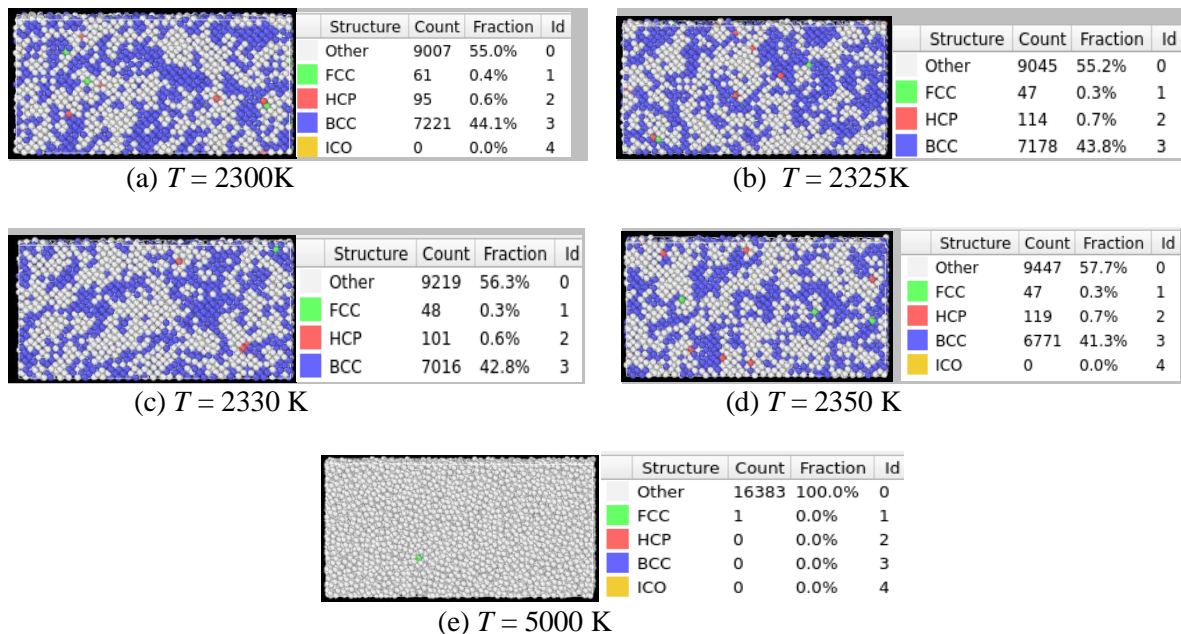 Structure Count Fraction Id
Other 9007 55.0% 0
FCC 61 0.4% 1
HCP 95 0.6% 2
BCC 7221 44.1% 3
ICO 0 0.0% 4
(a) T = 2300K
Structure Count Fraction Id
Other 9045 55.2% 0
FCC 47 0.3% 1
HCP 114 0.7% 2
BCC 7178 43.8% 3
(b) T = 2325K
Structure Count Fraction Id
Other 9219 56.3% 0
FCC 48 0.3% 1
HCP 101 0.6% 2
BCC 7016 42.8% 3
(c) T = 2330 K
Structure Count Fraction Id
Other 9447 57.7% 0
FCC 47 0.3% 1
HCP 119 0.7% 2
BCC 6771 41.3% 3
ICO 0 0.0% 4
(d) T = 2350 K
Structure Count Fraction Id
Other 16383 100.0% 0
FCC 1 0.0% 1
HCP 0 0.0% 2
BCC 0 0.0% 3
ICO 0 0.0% 4
(e) T = 5000 K